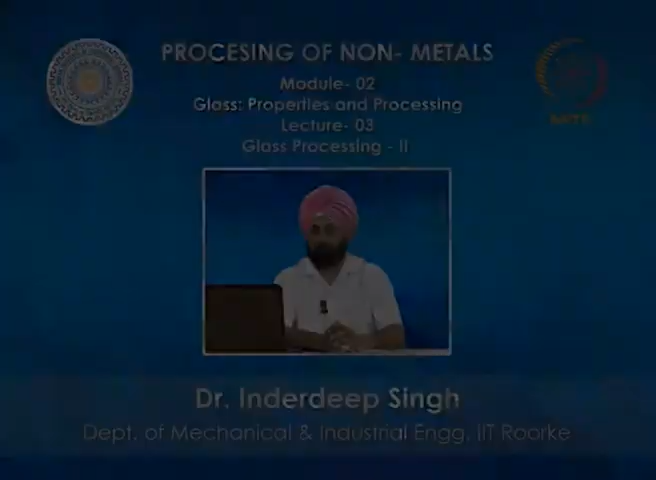 PROCESING OF NON- METALS
Module- 02
Glass: Properties and Processing
Lecture- 03
Glass Processing - II
Dr. Inderdeep Singh
Dept. of Mechanical & Industrial Engg, IIT Roorke